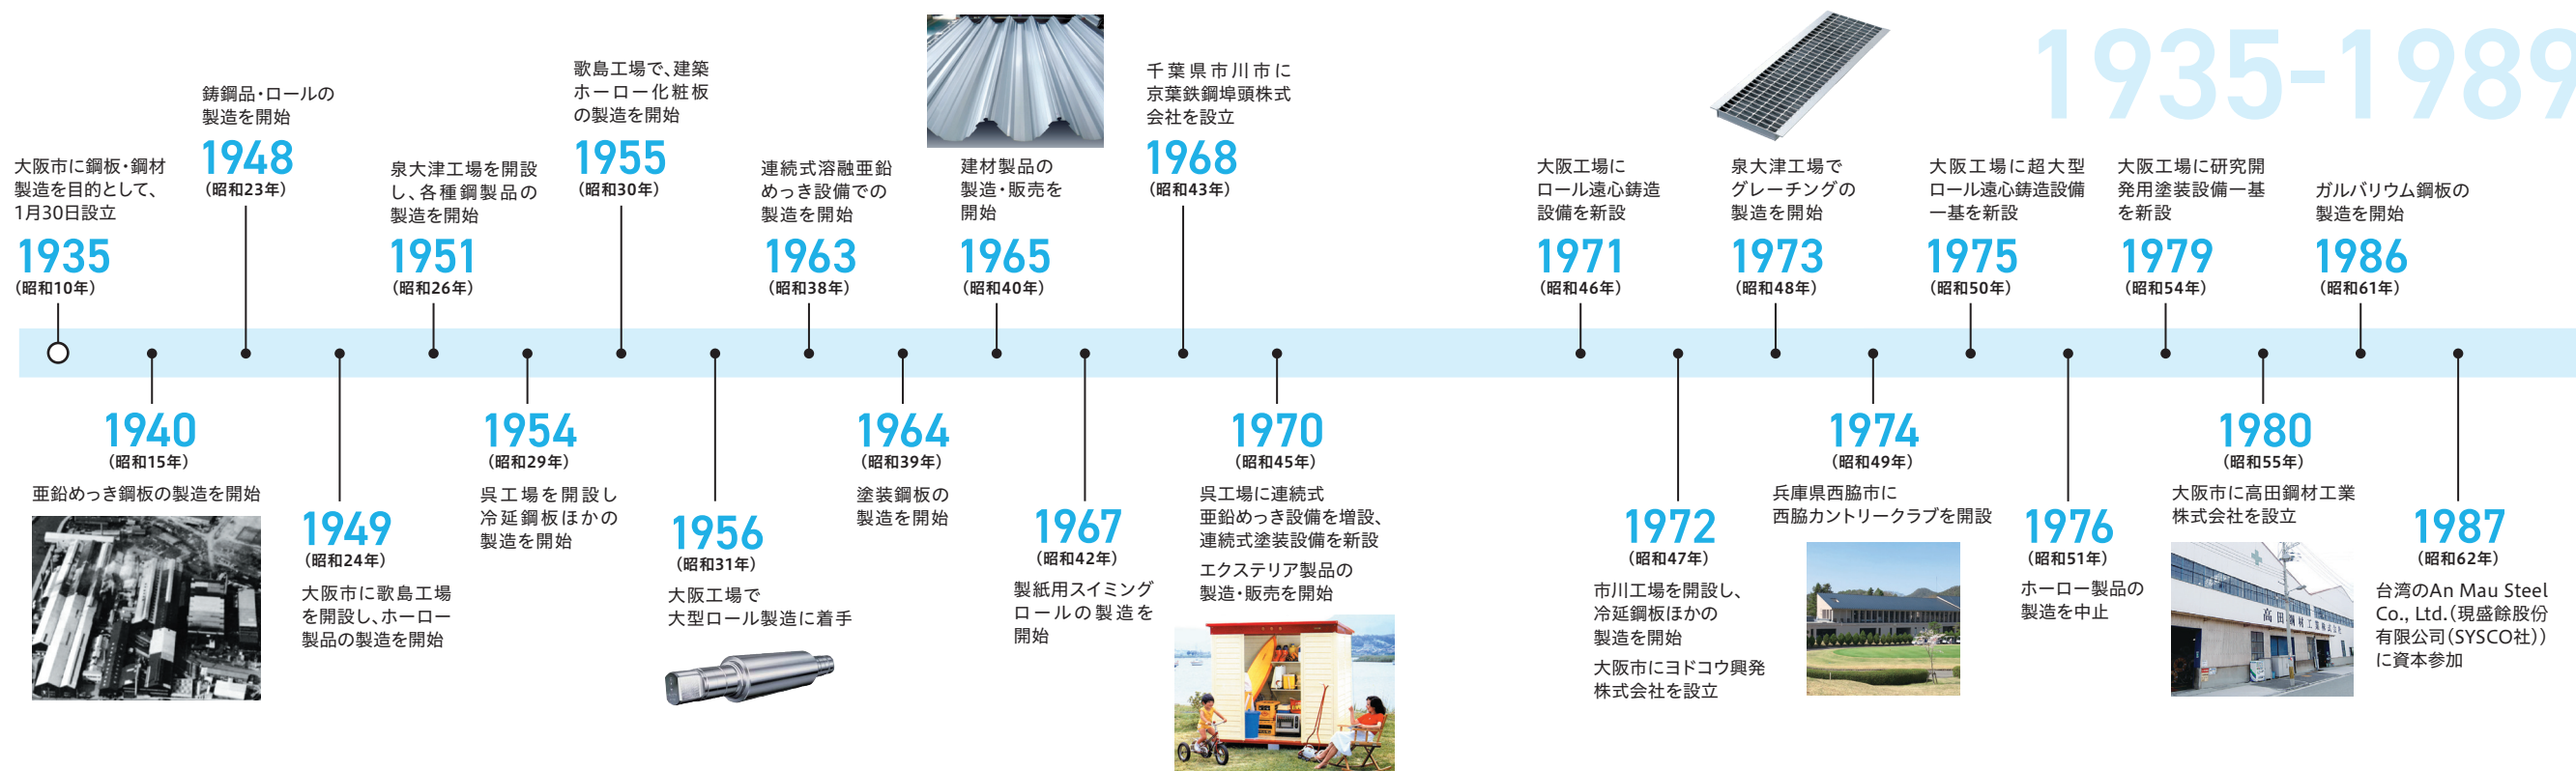 1935-1989
大阪市に鋼板・鋼材
製造を目的として、
1月30日設立
1935
（昭和10年）
1940
（昭和15年）
亜鉛めっき鋼板の製造を開始
鋳鋼品・ロールの
製造を開始
1948
（昭和23年）
1949
（昭和24年）
大阪市に歌島工場
を開設し、ホーロー
製品の製造を開始
泉大津工場を開設
し、各種鋼製品の
製造を開始
1951
（昭和26年）
1954
（昭和29年）
呉工場を開設し
冷延鋼板ほかの
製造を開始
歌島工場で、建築
ホーロー化粧板
の製造を開始
1955
（昭和30年）
1956
（昭和31年）
大阪工場で
大型ロール製造に着手
連続式溶融亜鉛
めっき設備での
製造を開始
1963
（昭和38年）
1964
（昭和39年）
塗装鋼板の
製造を開始
建材製品の
製造・販売を
開始
1965
（昭和40年）
1967
（昭和42年）
製紙用スイミング
ロールの製造を
開始
千葉県市川市に
京葉鉄鋼埠頭株式
会社を設立
1968
（昭和43年）
1970
（昭和45年）
呉工場に連続式
亜鉛めっき設備を増設、
連続式塗装設備を新設
エクステリア製品の
製造・販売を開始
大阪工場に
ロール遠心鋳造
設備を新設
1971
（昭和46年）
1972
（昭和47年）
市川工場を開設し、
冷延鋼板ほかの
製造を開始
大阪市にヨドコウ興発
株式会社を設立
泉大津工場で
グレーチングの
製造を開始
1973
（昭和48年）
1974
（昭和49年）
兵庫県西脇市に
西脇カントリークラブを開設
大阪工場に超大型
ロール遠心鋳造設備
一基を新設
1975
（昭和50年）
1976
（昭和51年）
ホーロー製品の
製造を中止
大阪工場に研究開
発用塗装設備一基
を新設
1979
（昭和54年）
1980
（昭和55年）
大阪市に高田鋼材工業
株式会社を設立
高田鋼材工業株式会社
ガルバリウム鋼板の
製造を開始
1986
（昭和61年）
1987
（昭和62年）
台湾のAn Mau Steel
Co., Ltd.（現盛餘股份
有限公司（SYSCO社））
に資本参加